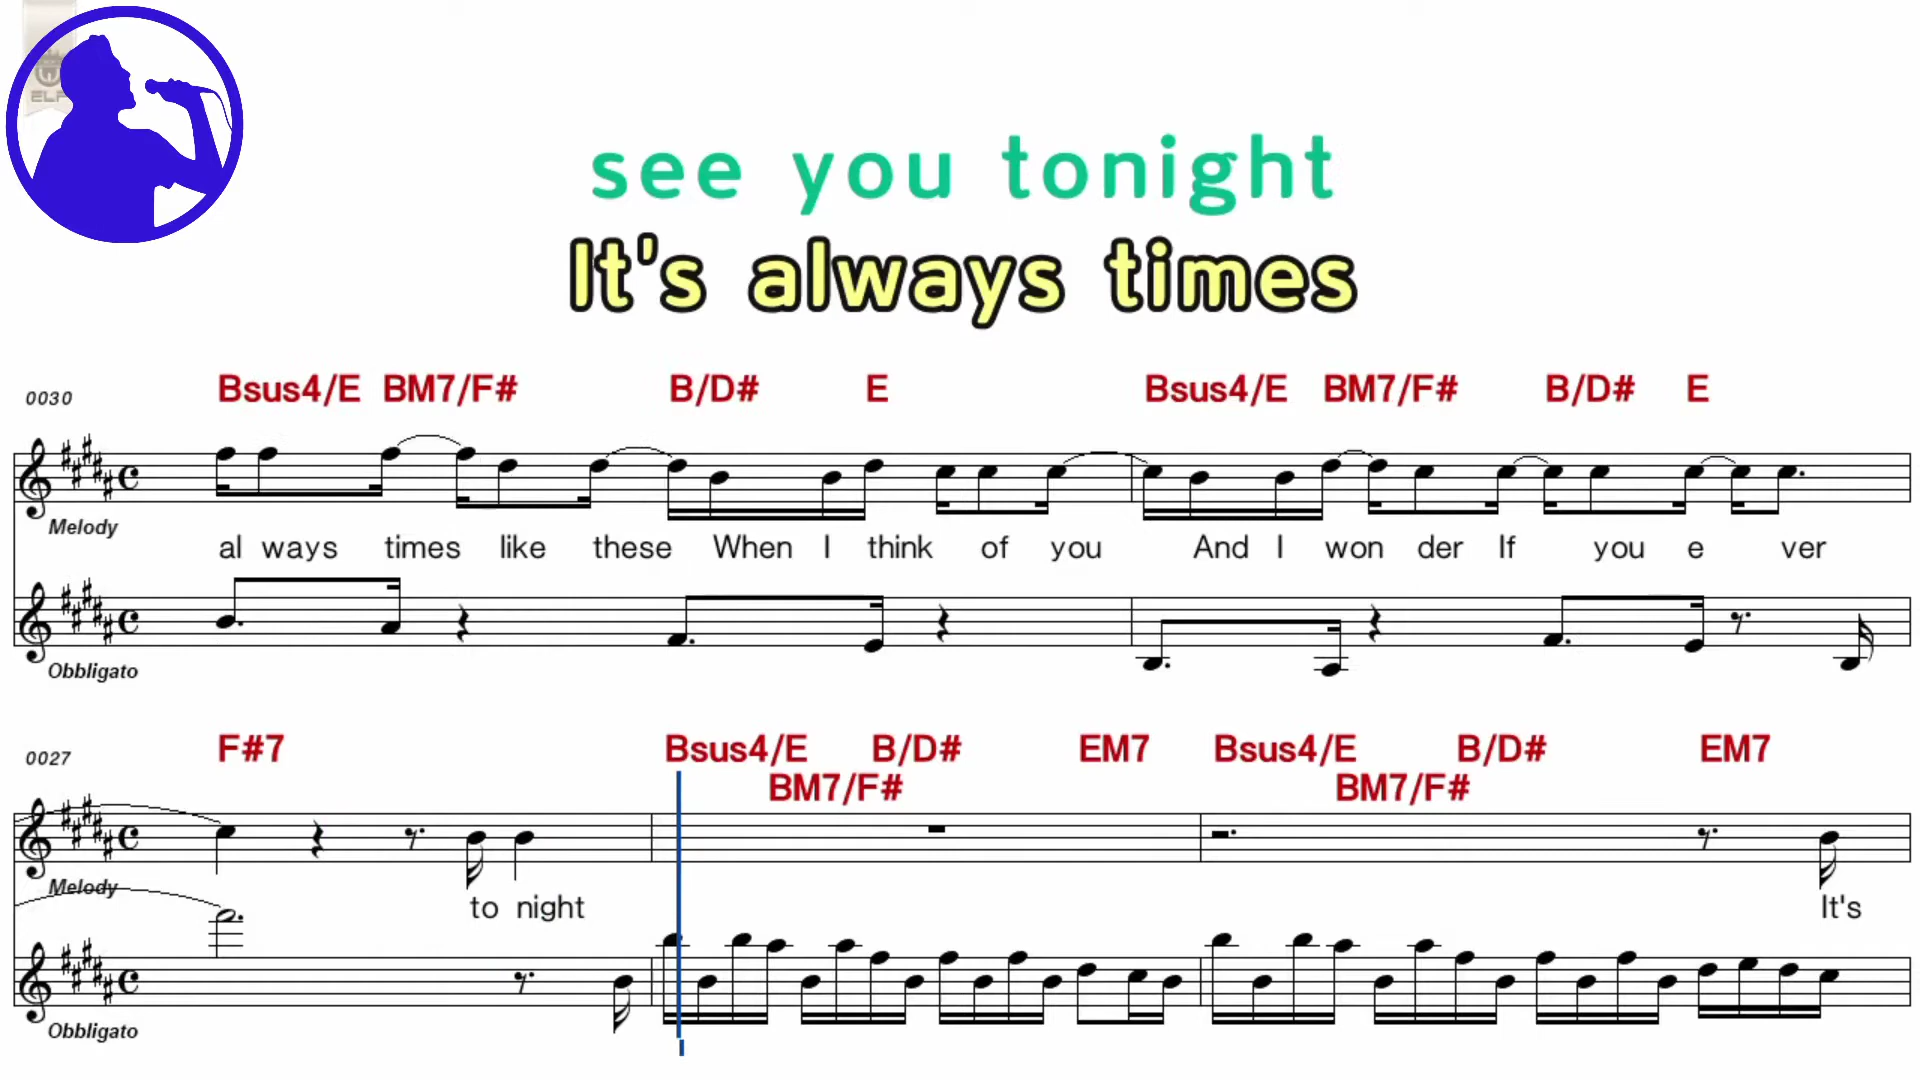 ELF
see you tonight
It's always times
0030 Bsus4/E BM7/F# B/D# E Bsus4/E BM7/F# B/D# E
Melody
al ways times like these When I think of you And I won der If you e ver
Obbligato
0027 F#7 Bsus4/E B/D# EM7 Bsus4/E B/D# EM7
BM7/F# BM7/F#
Melody
to night It's
Obbligato